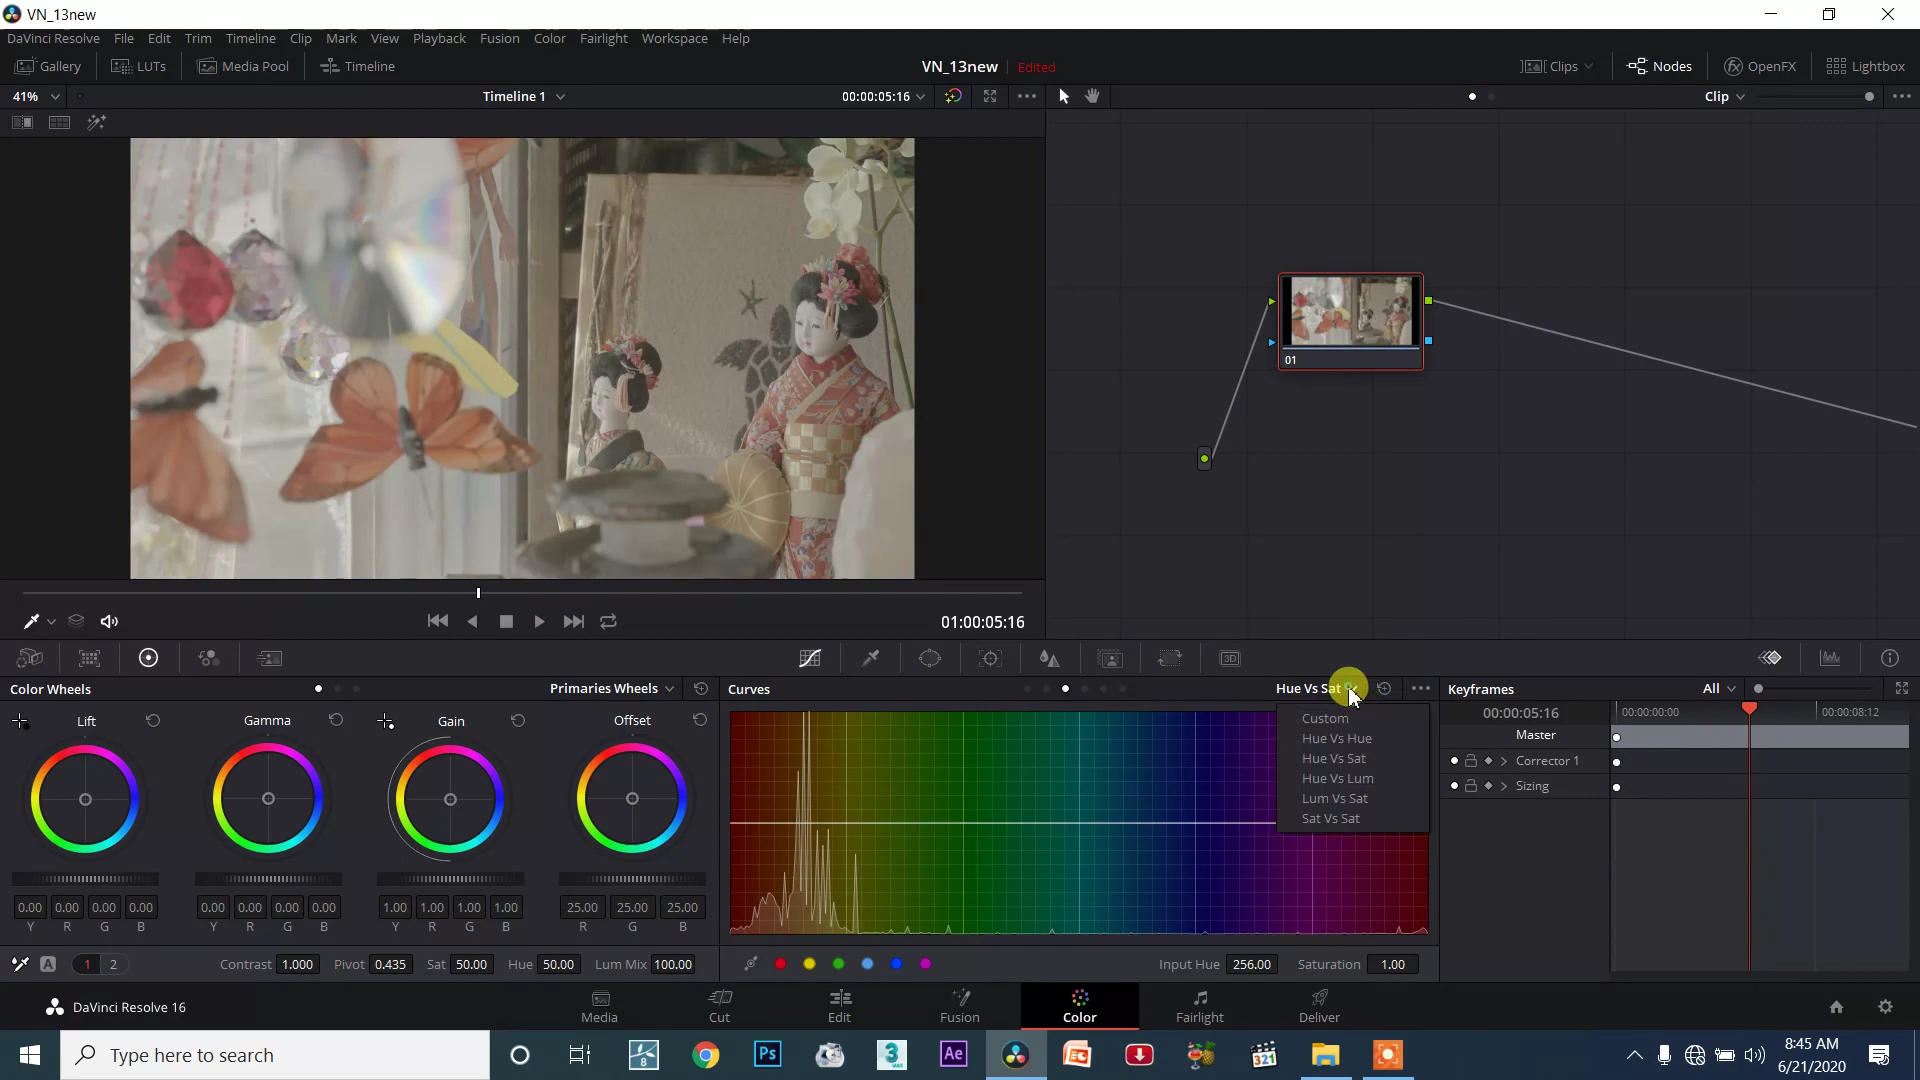 VN_13new
DaVinci Resolve File Edit Trim Timeline Clip Mark View Playback Fusion Color Fairlight Workspace Help
Gallery LUTs Media Pool Timeline VN_13new Edited Clips Nodes OpenFX Lightbox
41% Timeline 1 00:00:05:16 Clip
01
01:00:05:16
3D
Color Wheels Primaries Wheels Curves Hue Vs Sat Keyframes All
Lift Gamma Gain Offset
Custom
Hue Vs Hue
Hue Vs Sat
Hue Vs Lum
Lum Vs Sat
Sat Vs Sat
00:00:05:16 00:00:00:00 00:00:08:12
Master
Corrector 1
Sizing
0.00 0.00 0.00 0.00 0.00 0.00 0.00 0.00 1.00 1.00 1.00 1.00 25.00 25.00 25.00
Y R G B Y R G B Y R G B R G B
A 1 2 Contrast 1.000 Pivot 0.435 Sat 50.00 Hue 50.00 Lum Mix 100.00 Input Hue 256.00 Saturation 1.00
DaVinci Resolve 16 Media Cut Edit Fusion Color Fairlight Deliver
Type here to search 8 Ps 3 MAX Ae 321 8:45 AM
6/21/2020